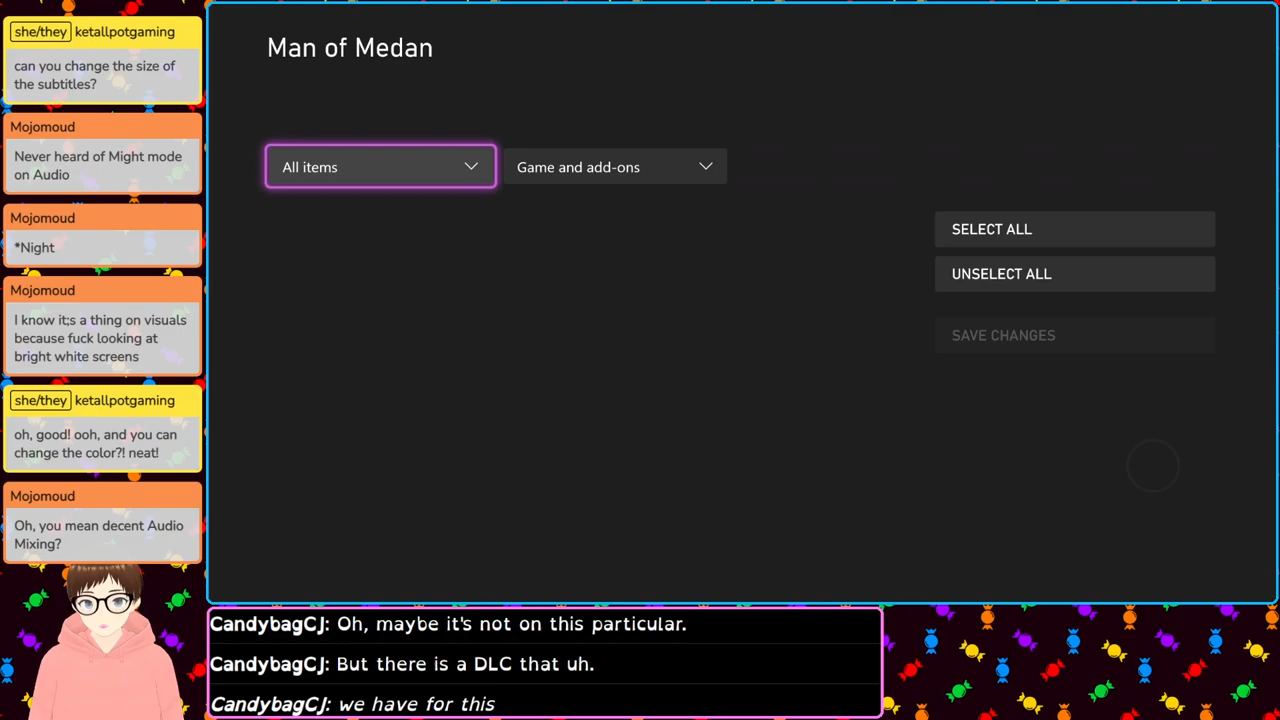 she/they ketallpotgaming
can you change the size of
the subtitles?
Mojomoud
Never heard of Might mode
on Audio
Mojomoud
*Night
Mojomoud
I know it;s a thing on visuals
because fuck looking at
bright white screens
she/they ketallpotgaming
oh, good! ooh, and you can
change the color?! neat!
Mojomoud
Oh, you mean decent Audio
Mixing?
Man of Medan
All items
Game and add-ons
SELECT ALL
UNSELECT ALL
SAVE CHANGES
CandybagCJ: Oh, maybe it's not on this particular.
CandybagCJ: But there is a DLC that uh.
CandybagCJ: we have for this